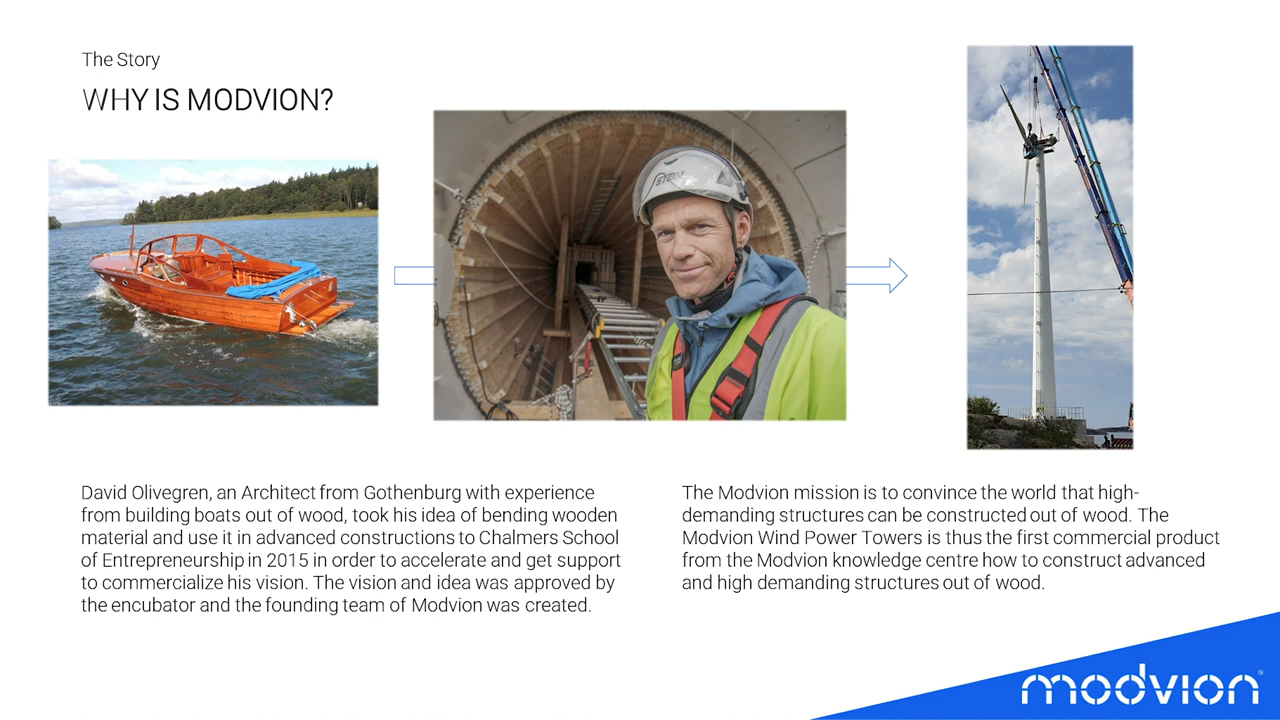 The Story
WHY IS MODVION?
David Olivegren, an Architect from Gothenburg with experience
from building boats out of wood, took his idea of bending wooden
material and use it in advanced constructions to Chalmers School
of Entrepreneurship in 2015 in order to accelerate and get support
to commercialize his vision. The vision and idea was approved by
the encubator and the founding team of Modvion was created.
The Modvion mission is to convince the world that high-
demanding structures can be constructed out of wood. The
Modvion Wind Power Towers is thus the first commercial product
from the Modvion knowledge centre how to construct advanced
and high demanding structures out of wood.
modvion®